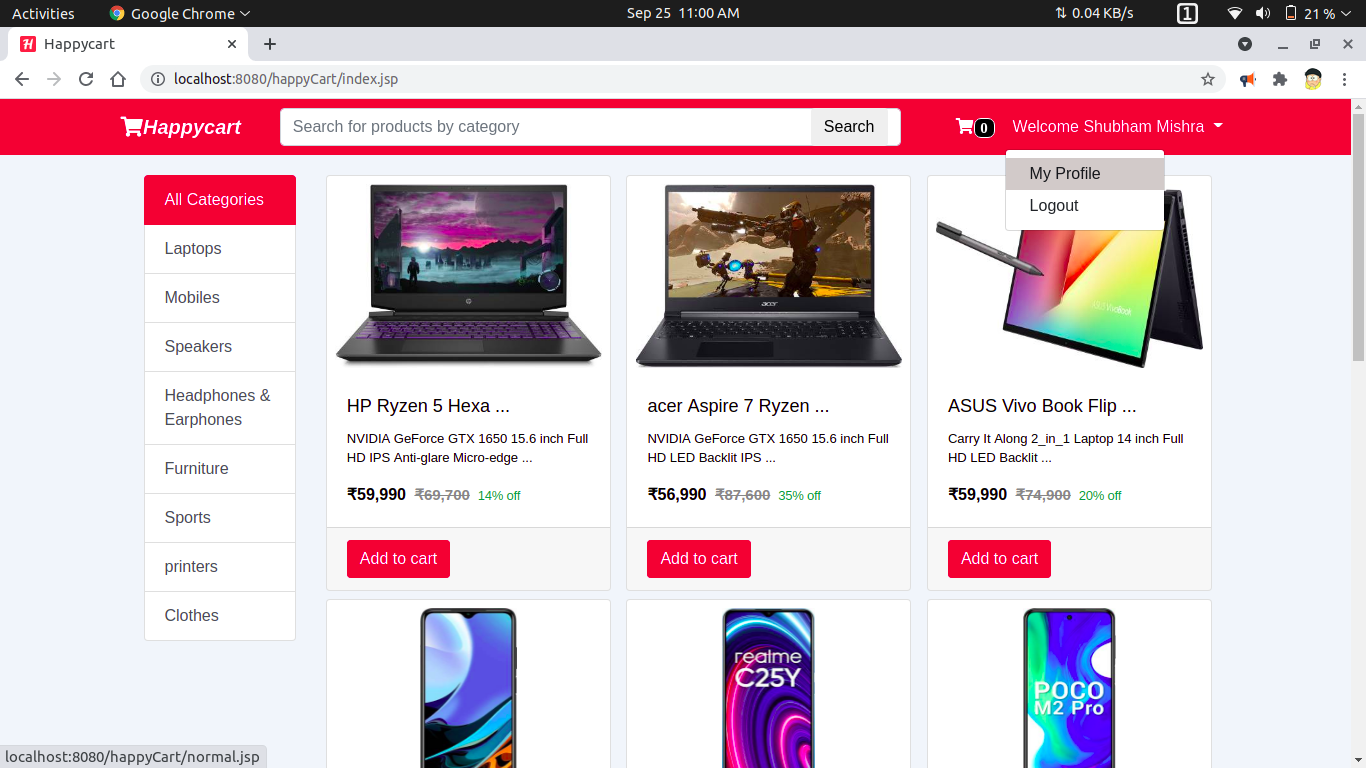 Activities Google Chrome Sep 25 11:00 AM 0.04 KB/s 1 21 %
Happycart
localhost:8080/happyCart/index.jsp
Happycart Search for products by category Search 0 Welcome Shubham Mishra
My Profile
Logout
All Categories
Laptops
Mobiles
Speakers
Headphones &
Earphones
Furniture
Sports
printers
Clothes
acer
HP Ryzen 5 Hexa ...
NVIDIA GeForce GTX 1650 15.6 inch Full
HD IPS Anti-glare Micro-edge ...
₹59,990 ₹69,700 14% off
Add to cart
acer Aspire 7 Ryzen ...
NVIDIA GeForce GTX 1650 15.6 inch Full
HD LED Backlit IPS ...
₹56,990 ₹87,600 35% off
Add to cart
ASUS Vivo Book Flip ...
Carry It Along 2_in_1 Laptop 14 inch Full
HD LED Backlit ...
₹59,990 ₹74,900 20% off
Add to cart
realme
C25Y
POCO
M2 Pro
localhost:8080/happyCart/normal.jsp